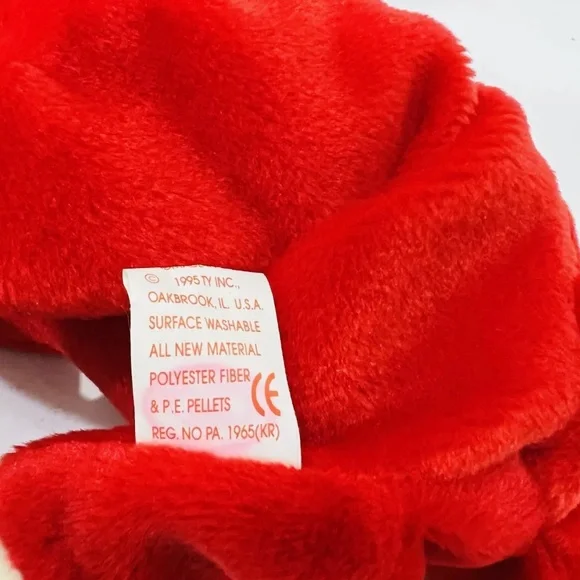 © 1995 TY INC.,
OAKBROOK, IL. U.S.A.
SURFACE WASHABLE
ALL NEW MATERIAL
POLYESTER FIBER
& P.E. PELLETS CE
REG. NO PA. 1965(KR)